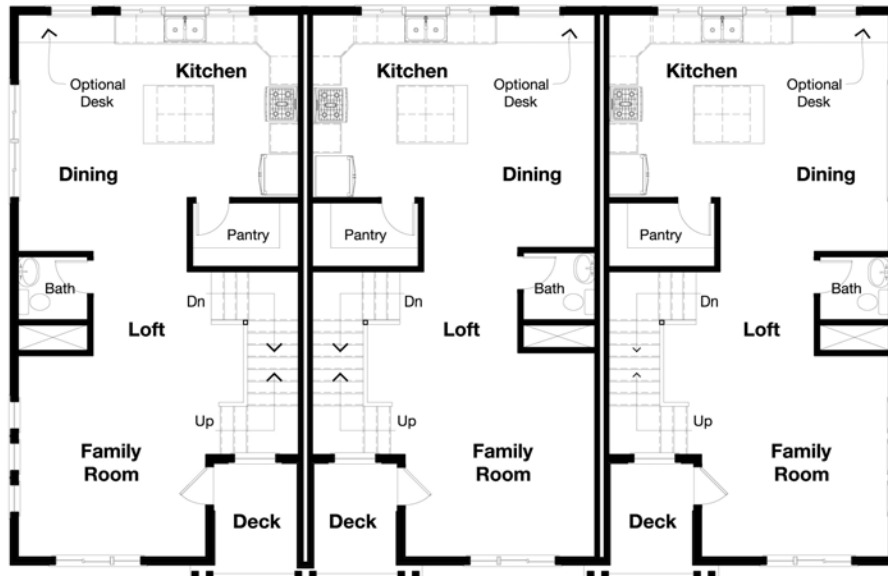 Kitchen
Optional
Desk
Dining
Pantry
Bath
Dn
Loft
Up
Family
Room
Deck
Kitchen
Optional
Desk
Dining
Pantry
Bath
Dn
Loft
Up
Family
Room
Deck
Kitchen
Optional
Desk
Dining
Pantry
Bath
Dn
Loft
Up
Family
Room
Deck